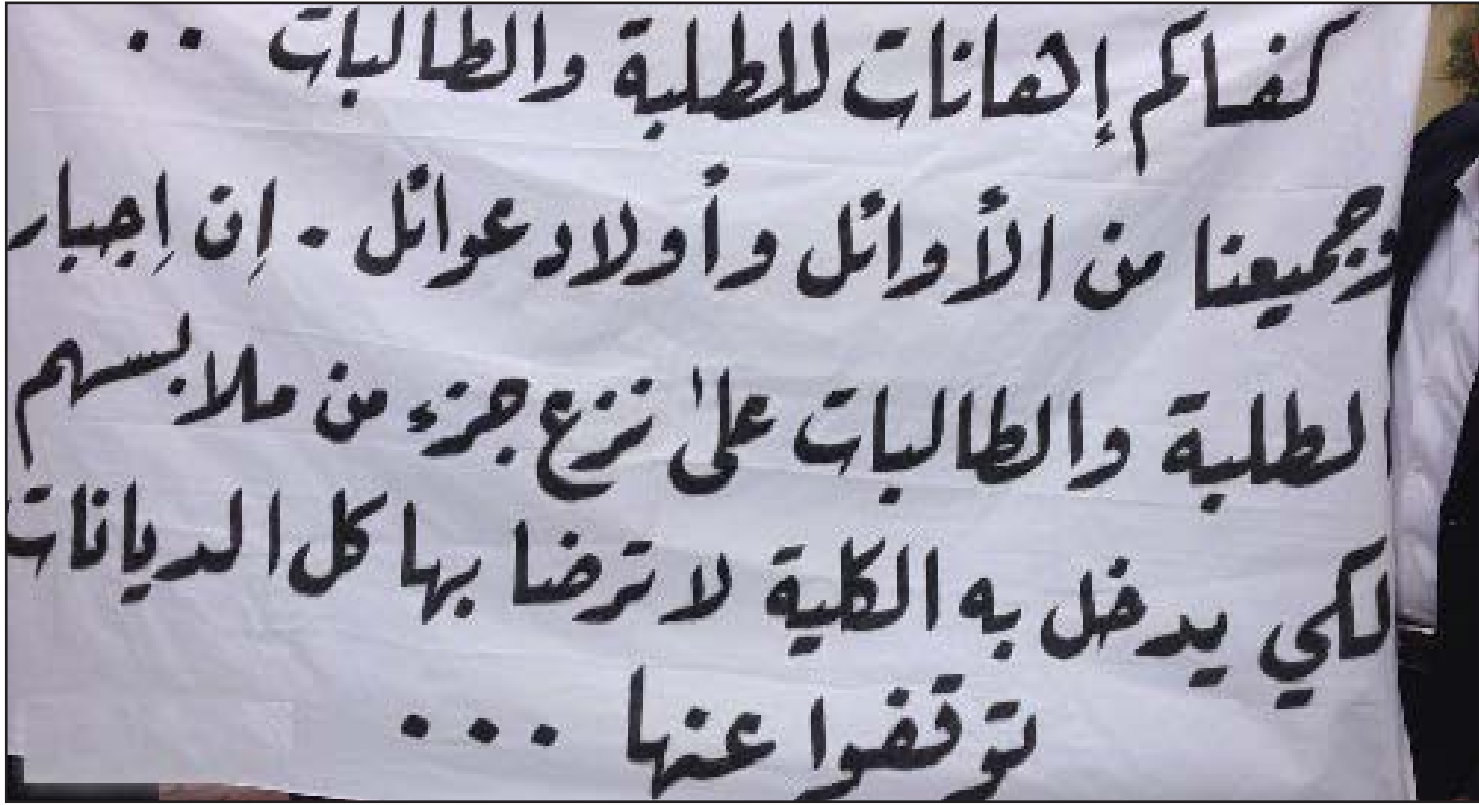 كفاكم إهانات للطلبة والطالبات ..
وجميعنا من الأوائل وأولاد عوائل . إن إجبار
لطلبة والطالبات على نزع جزء من ملابسهم
لكي يدخل به الكلية لا ترضا بها كل الديانات
توقفوا عنها ...